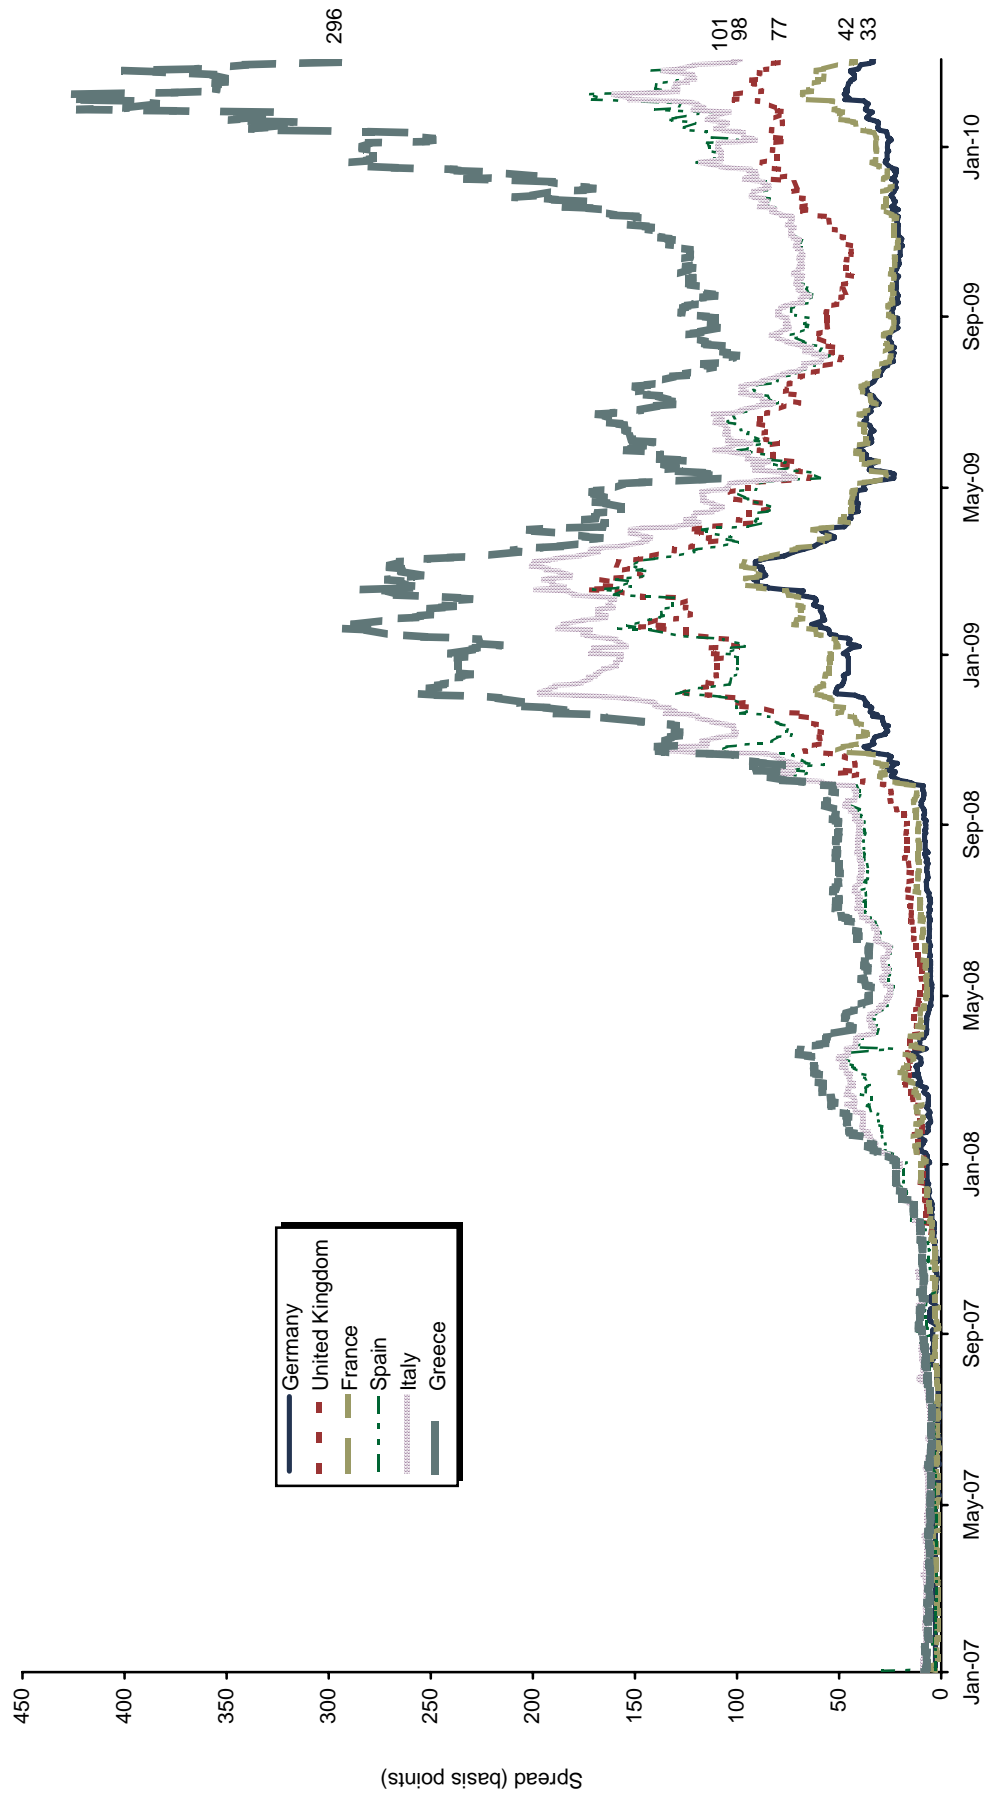 Spread (basis points)
450
400
350
300
250
200
150
100
50
0
Germany
United Kingdom
France
Spain
Italy
Greece
296
101
98
77
42
33
Jan-07
May-07
Sep-07
Jan-08
May-08
Sep-08
Jan-09
May-09
Sep-09
Jan-10